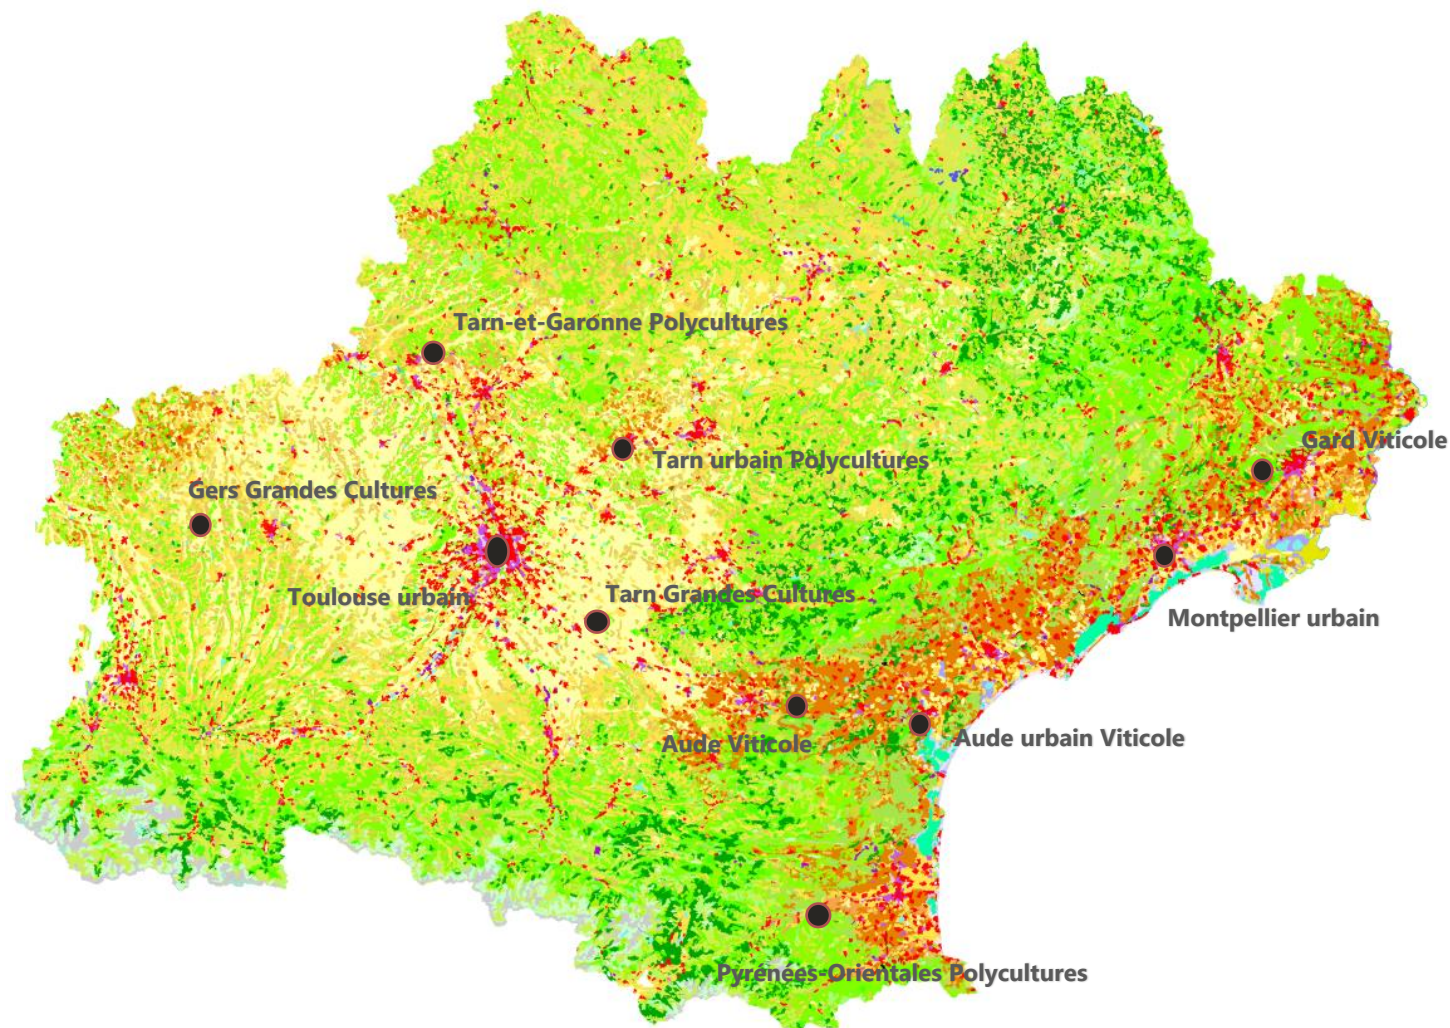 Tarn-et-Garonne Polycultures
Gard Viticole
Tarn urbain Polycultures
Gers Grandes Cultures
Toulouse urbain
Tarn Grandes Cultures
Montpellier urbain
Aude Viticole
Aude urbain Viticole
Pyrénées-Orientales Polycultures